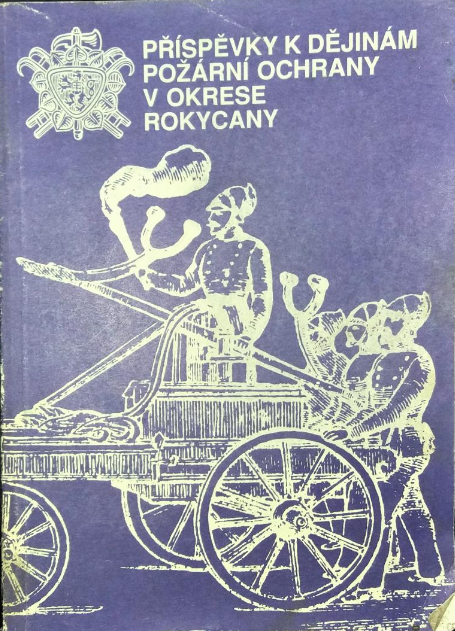 PŘÍSPĚVKY K DĚJINÁM
POŽÁRNÍ OCHRANY
V OKRESE
ROKYCANY